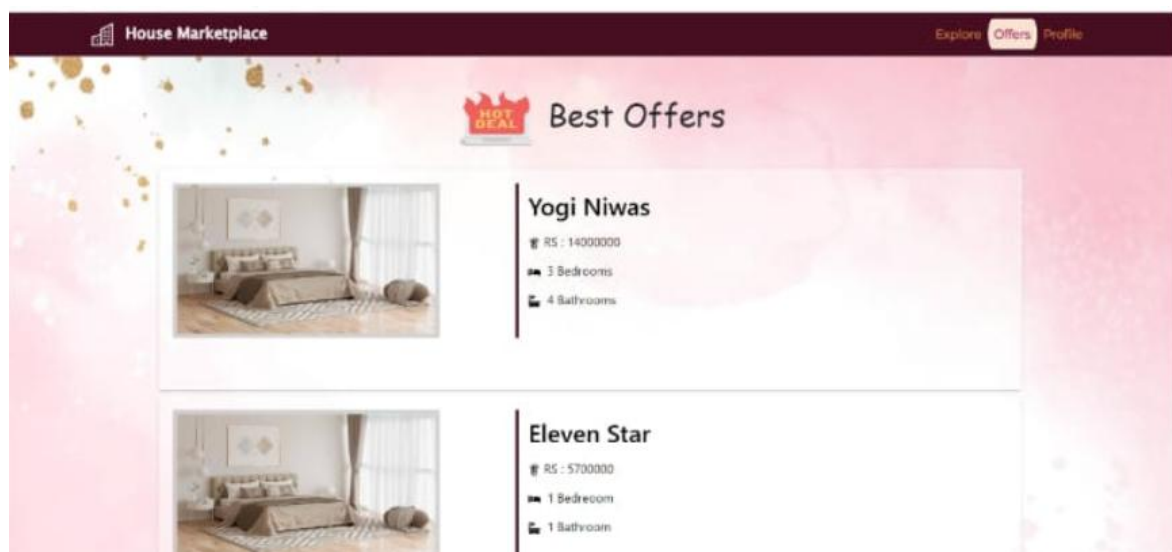 House Marketplace
Explore Offers Profile
HOT
DEAL
Best Offers
Yogi Niwas
RS : 14000000
3 Bedrooms
4 Bathrooms
Eleven Star
RS : 5700000
1 Bedroom
1 Bathroom